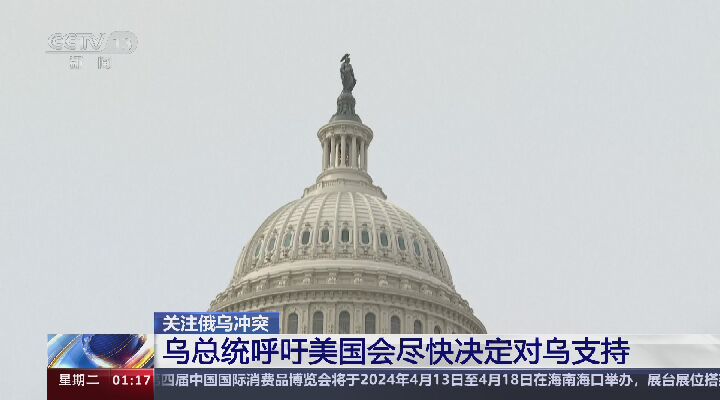 CCTV 13
新闻
关注俄乌冲突
乌总统呼吁美国会尽快决定对乌支持
星期二 01:17 第四届中国国际消费品博览会将于2024年4月13日至4月18日在海南海口举办，展台展位搭